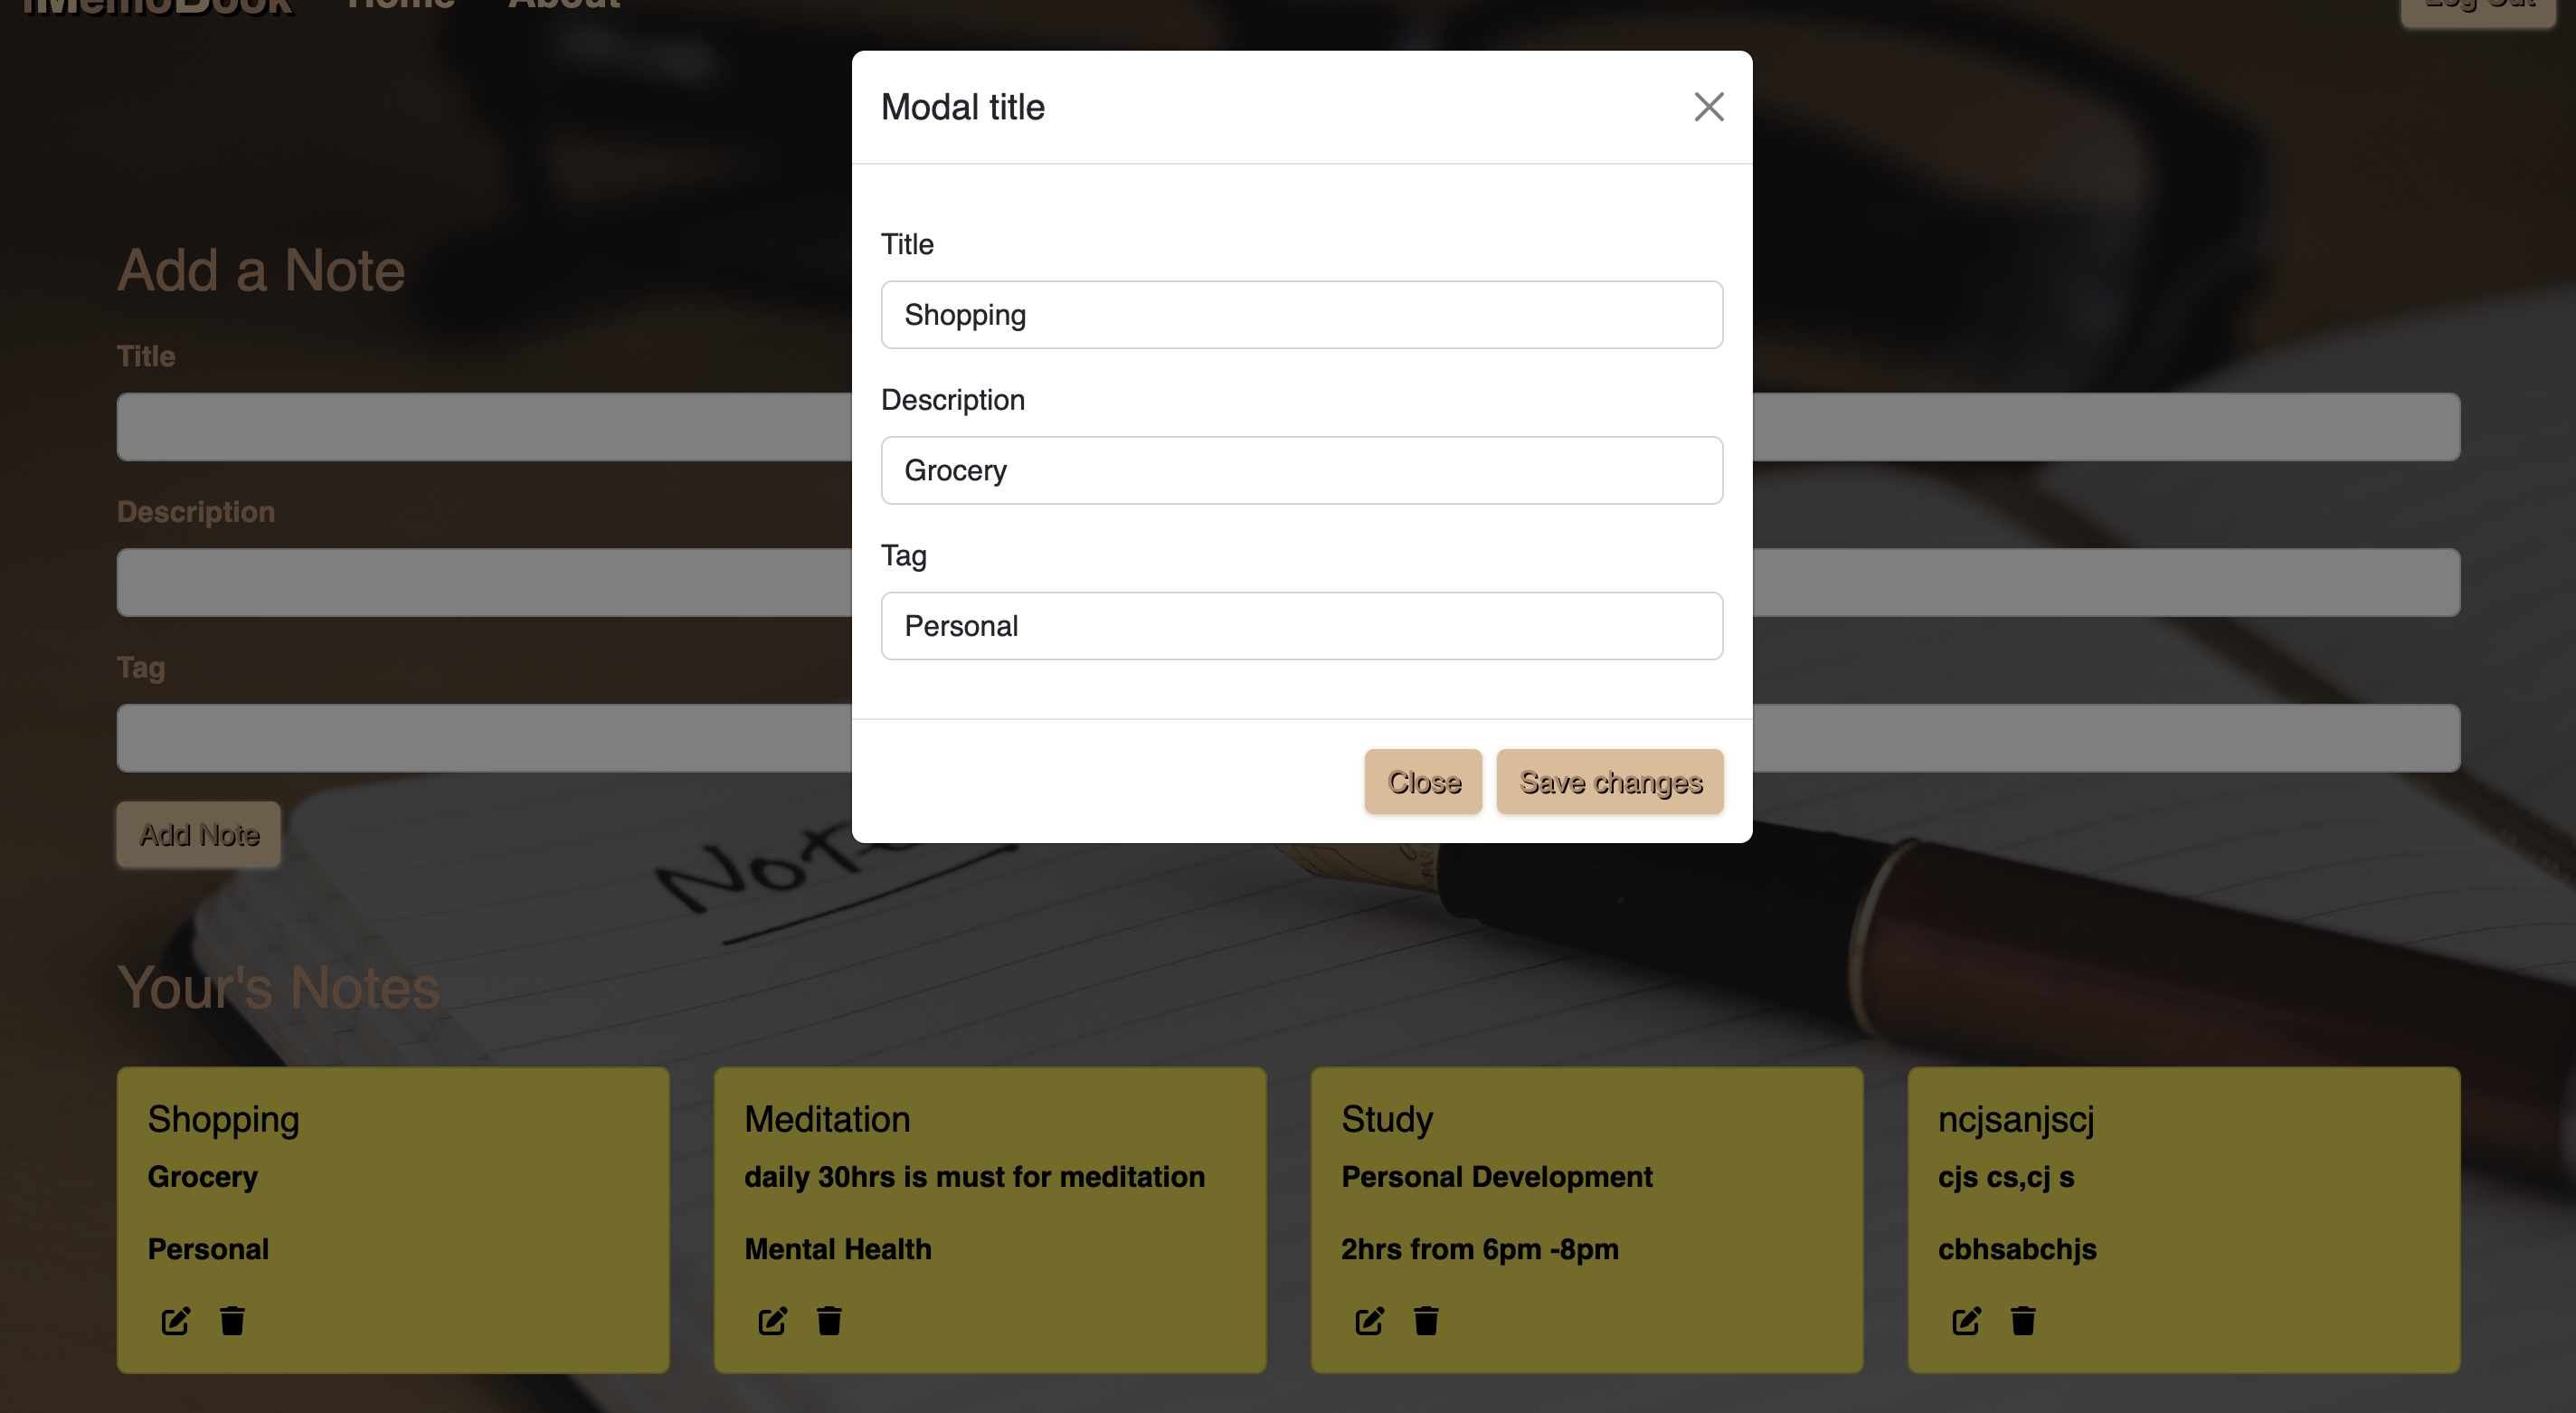 iMemoBook Home About Log Out
Modal title
Title
Shopping
Description
Grocery
Tag
Personal
Close Save changes
Add a Note
Title
Description
Tag
Add Note
Your's Notes
Shopping
Grocery
Personal
Meditation
daily 30hrs is must for meditation
Mental Health
Study
Personal Development
2hrs from 6pm -8pm
ncjsanjscj
cjs cs,cj s
cbhsabchjs